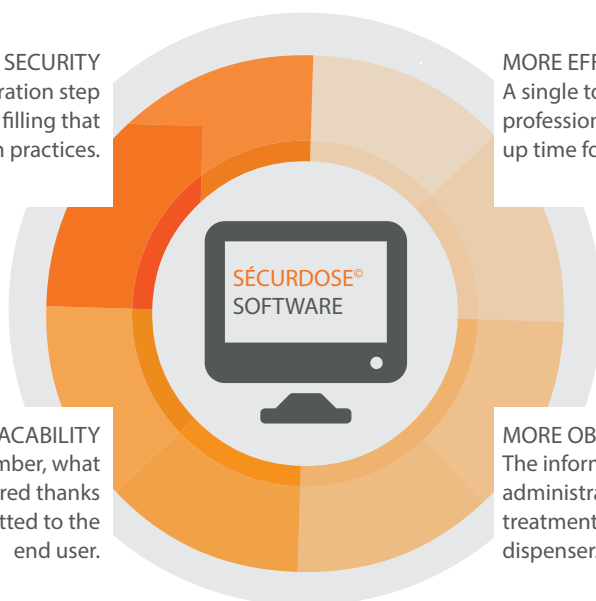 SECURITY
ration step
filling that
practices.
MORE EFF
A single to
profession
up time fo
SÉCURDOSE©
SOFTWARE
ACABILITY
mber, what
red thanks
tted to the
end user.
MORE OB
The inform
administra
treatment
dispenser.